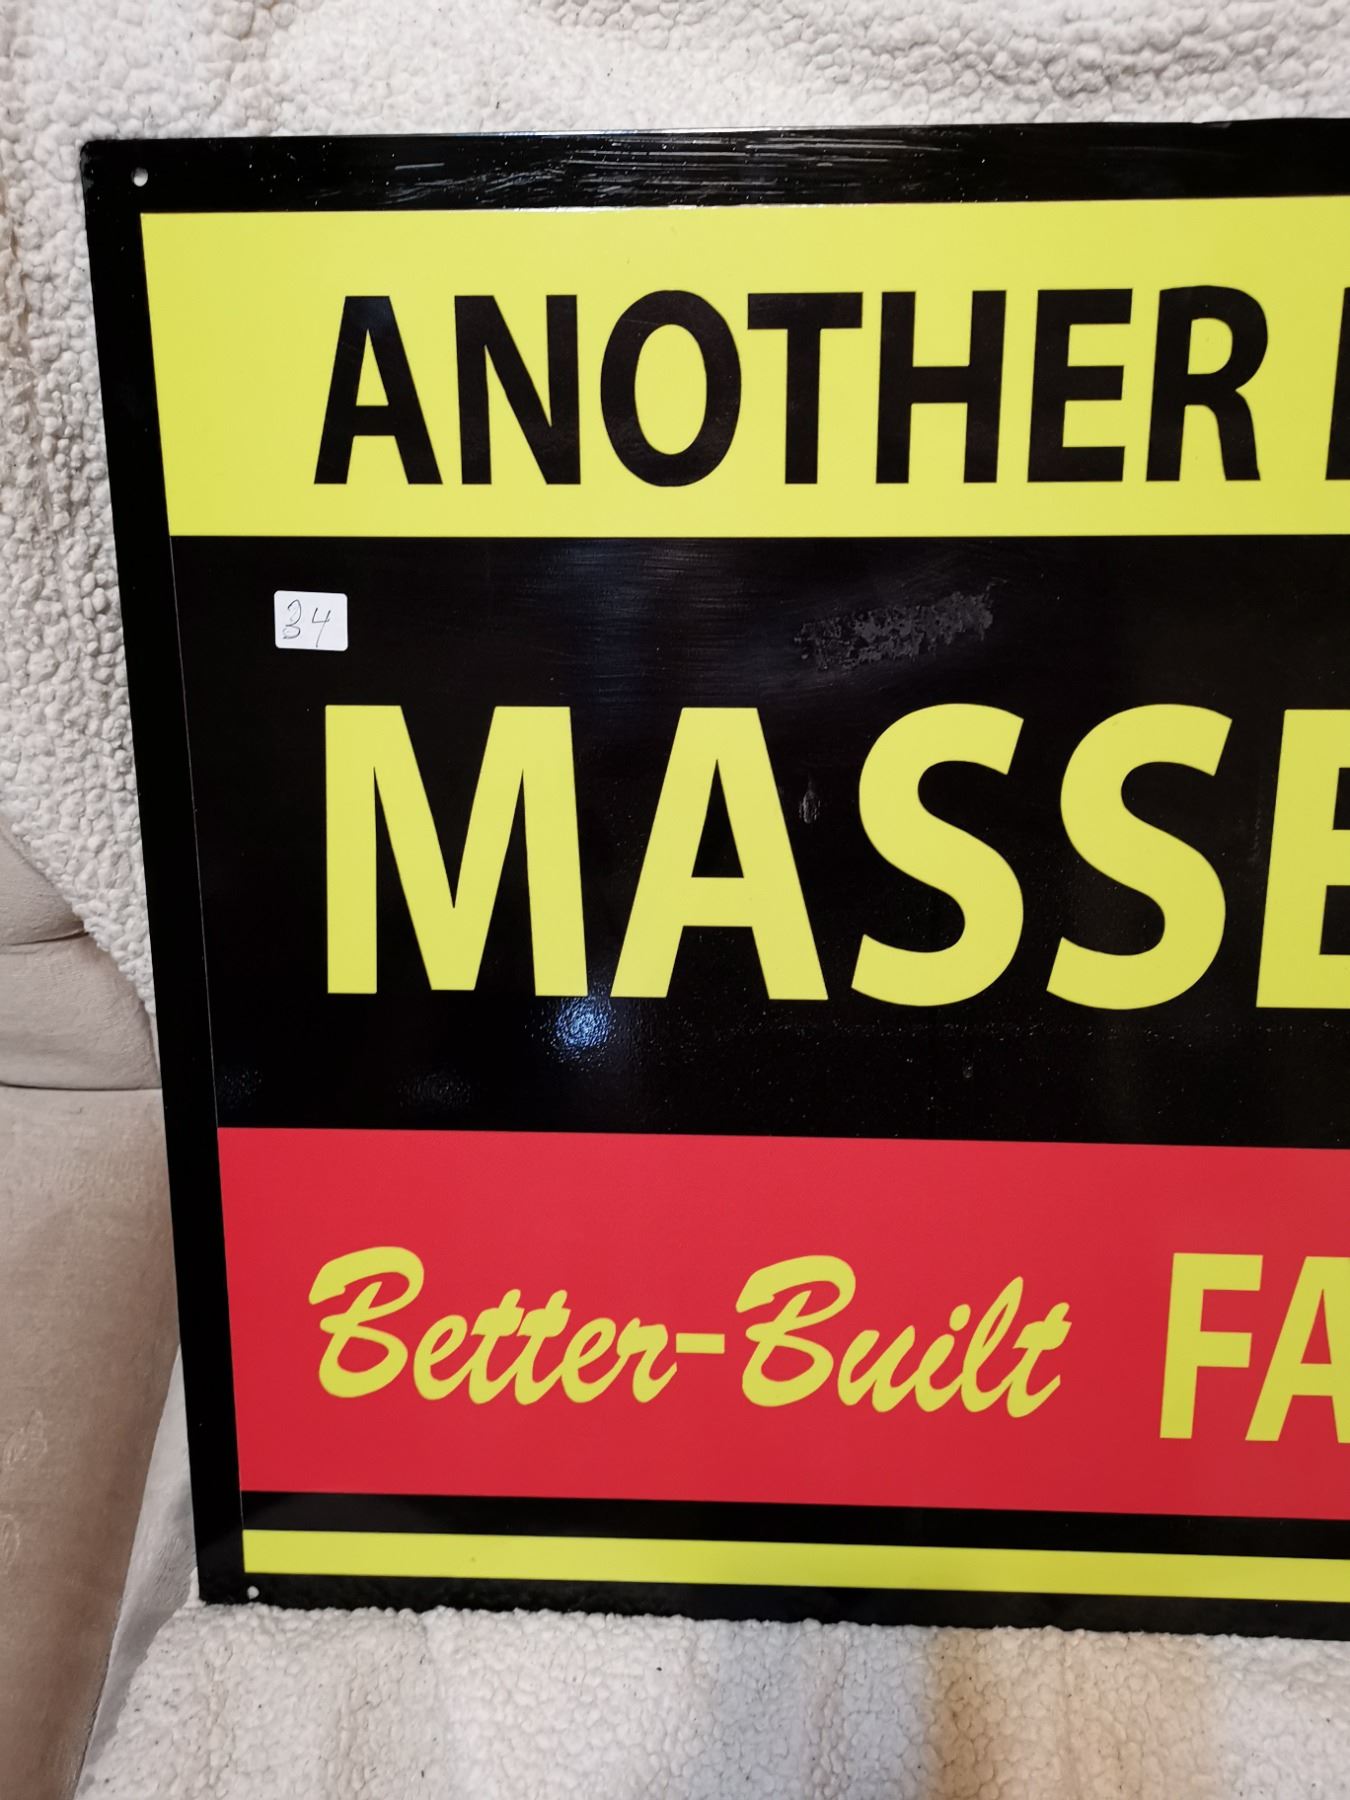 ANOTHER
34
MASSE
Better-Built FA